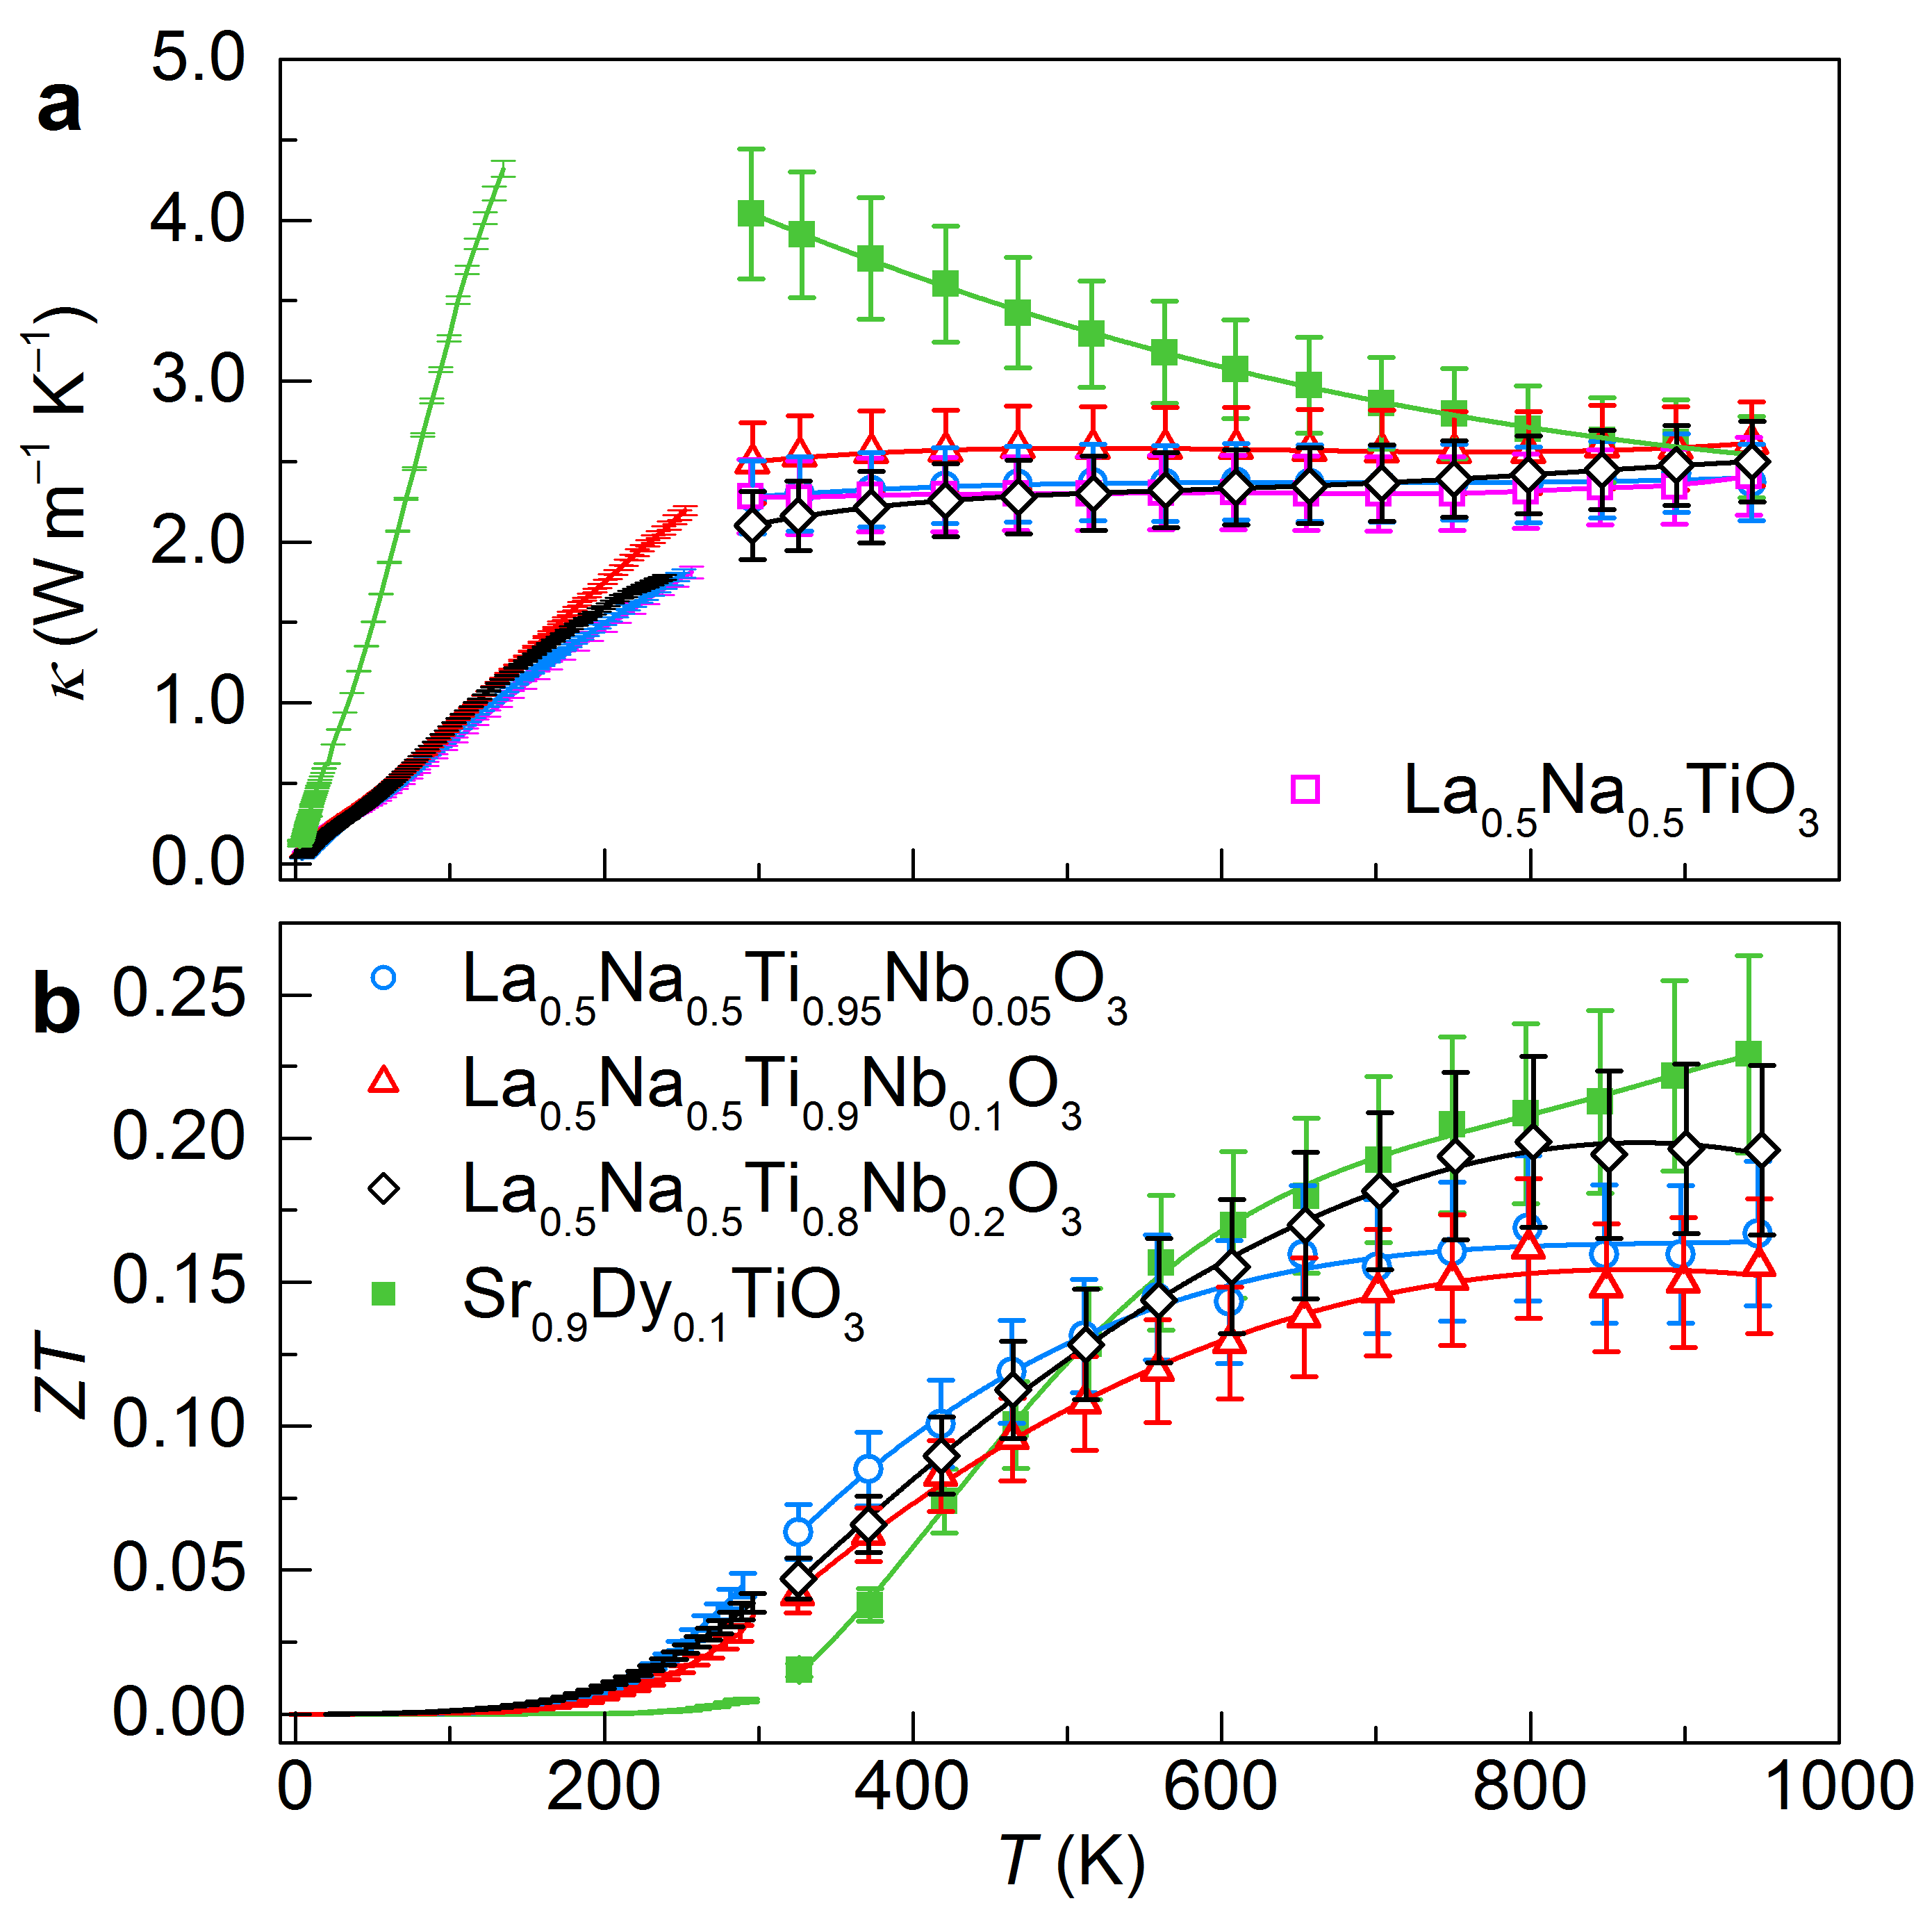 a
5.0
4.0
3.0
2.0
1.0
0.0
κ (W m⁻¹ K⁻¹)
La₀.₅Na₀.₅TiO₃
b
0.25
0.20
0.15
0.10
0.05
0.00
ZT
La₀.₅Na₀.₅Ti₀.₉₅Nb₀.₀₅O₃
La₀.₅Na₀.₅Ti₀.₉Nb₀.₁O₃
La₀.₅Na₀.₅Ti₀.₈Nb₀.₂O₃
Sr₀.₉Dy₀.₁TiO₃
0 200 400 600 800 1000
T (K)